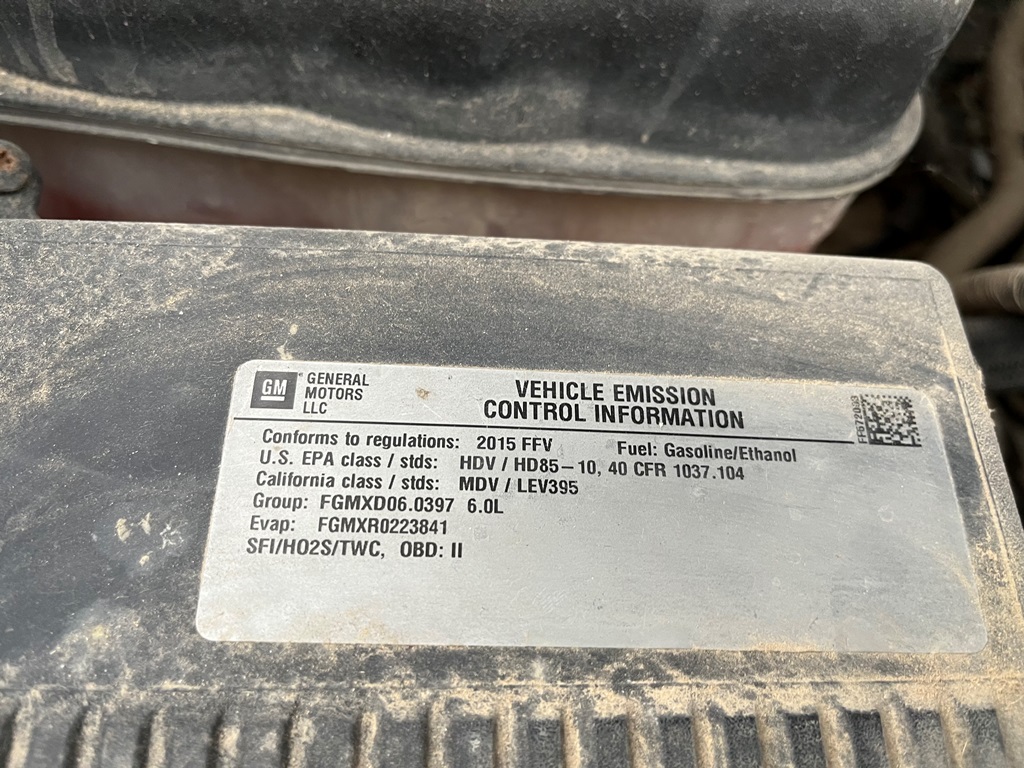 GM GENERAL MOTORS LLC
VEHICLE EMISSION
CONTROL INFORMATION
Conforms to regulations: 2015 FFV Fuel: Gasoline/Ethanol
U.S. EPA class / stds: HDV / HD85-10, 40 CFR 1037.104
California class / stds: MDV / LEV395
Group: FGMXD06.0397 6.0L
Evap: FGMXR0223841
SFI/HO2S/TWC, OBD: II